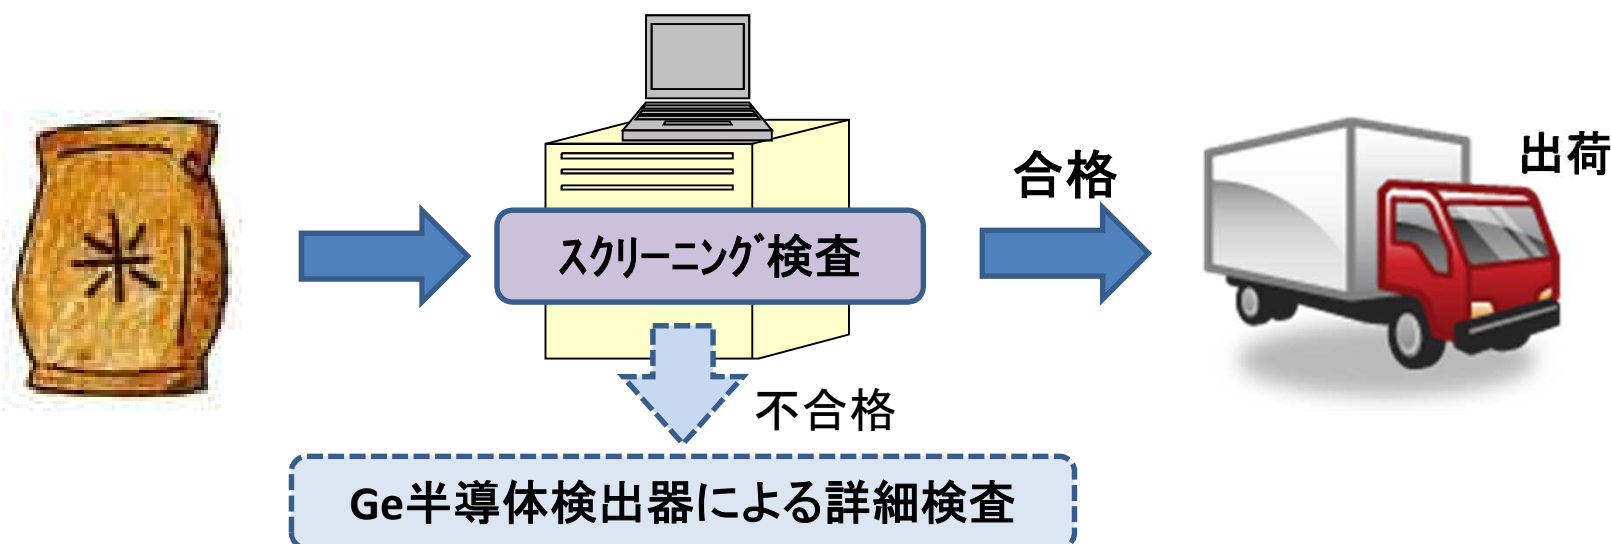 米
ｽｸﾘｰﾆﾝｸﾞ検査
合格
出荷
不合格
Ge半導体検出器による詳細検査